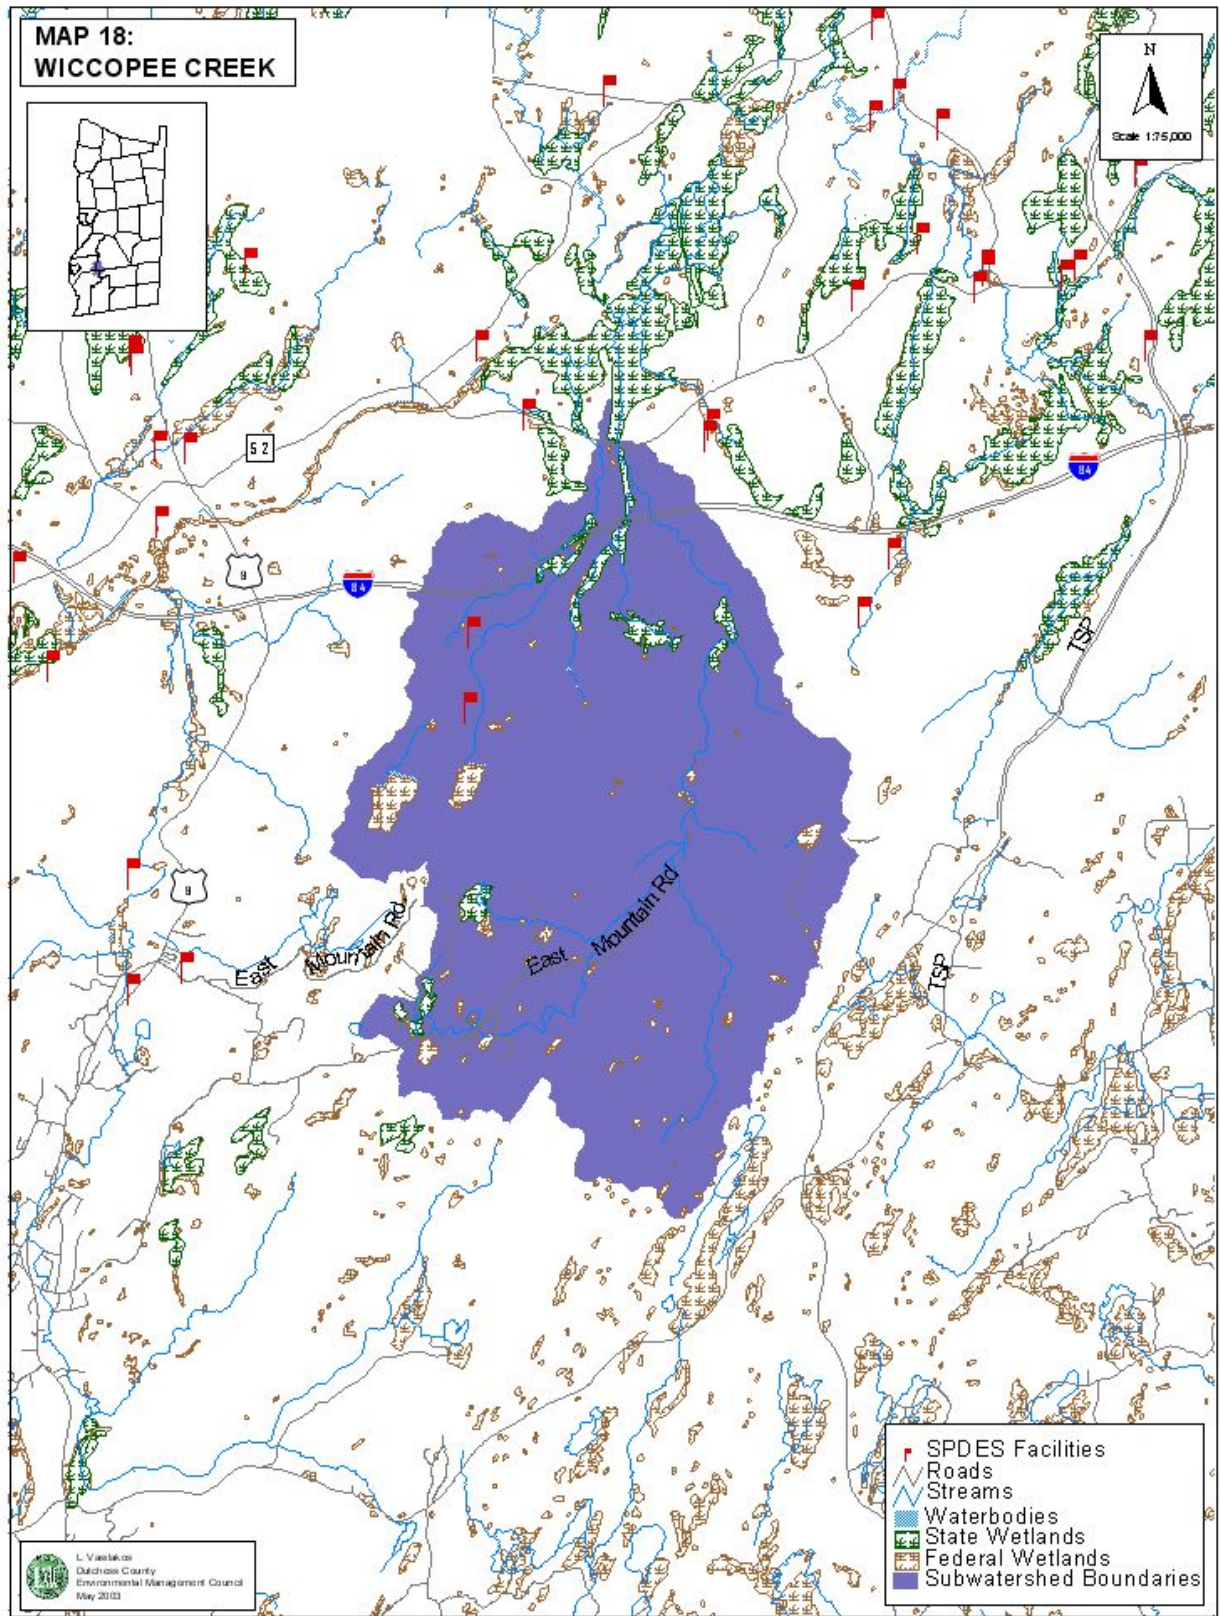 MAP 18:
WICCOPEE CREEK
N
Scale 1:75,000
52
84
9
84
TSP
9
East Mountain Rd
East Mountain Rd
TSP
SPDES Facilities
Roads
Streams
Waterbodies
State Wetlands
Federal Wetlands
Subwatershed Boundaries
L. Vasilakos
Dutchess County
Environmental Management Council
May 2003